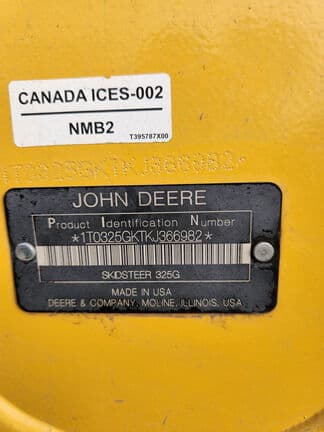 CANADA ICES-002
NMB2
T395787X00
1T0325GKTKJ366982*
JOHN DEERE
Product Identification Number
*1T0325GKTKJ366982*
SKIDSTEER 325G
MADE IN USA
DEERE & COMPANY, MOLINE, ILLINOIS, USA.